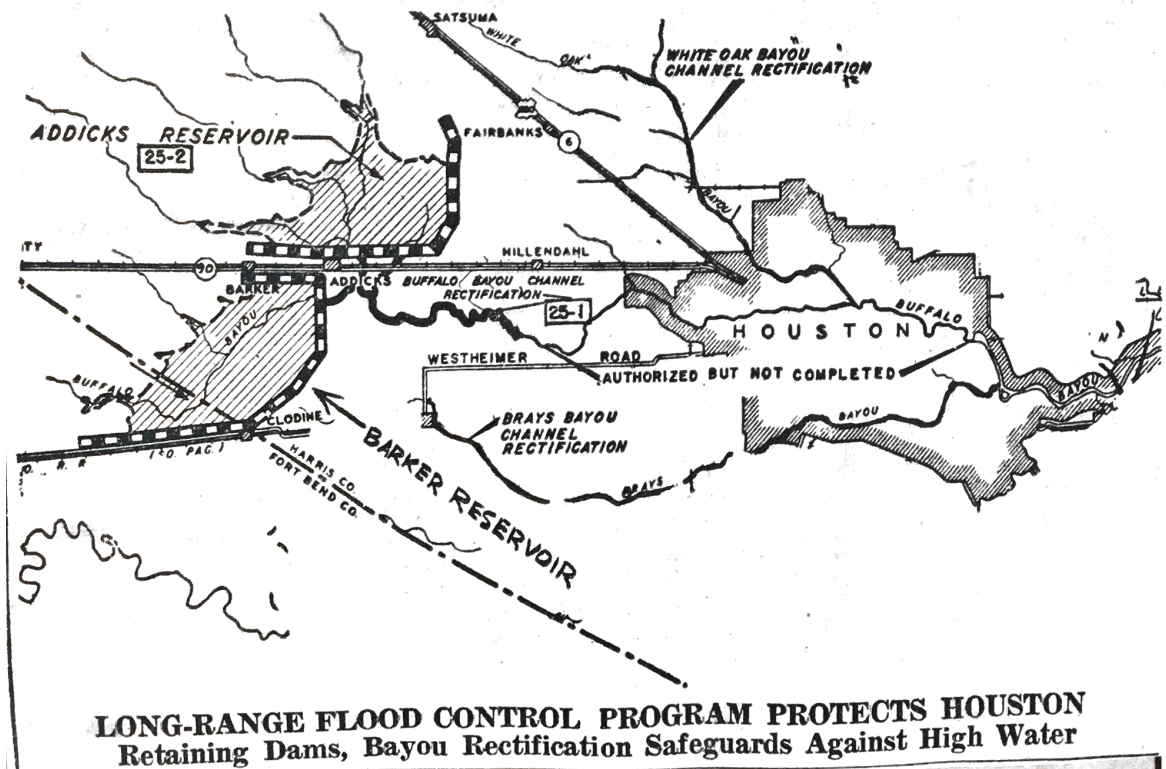 SATSUMA
WHITE
OAK
WHITE OAK BAYOU
CHANNEL RECTIFICATION
ADDICKS RESERVOIR
25-2
FAIRBANKS
6
BAYOU
HILLENDAHL
90
BARKER
ADDICKS
BUFFALO BAYOU CHANNEL
RECTIFICATION
25-1
BAYOU
BUFFALO
HOUSTON
BUFFALO
BAYOU
WESTHEIMER ROAD
AUTHORIZED BUT NOT COMPLETED
CLODINE
BRAYS BAYOU
CHANNEL
RECTIFICATION
BAYOU
BRAYS
R.R.
(SO. PAC.)
HARRIS CO.
FORT BEND CO.
BARKER RESERVOIR
LONG-RANGE FLOOD CONTROL PROGRAM PROTECTS HOUSTON
Retaining Dams, Bayou Rectification Safeguards Against High Water